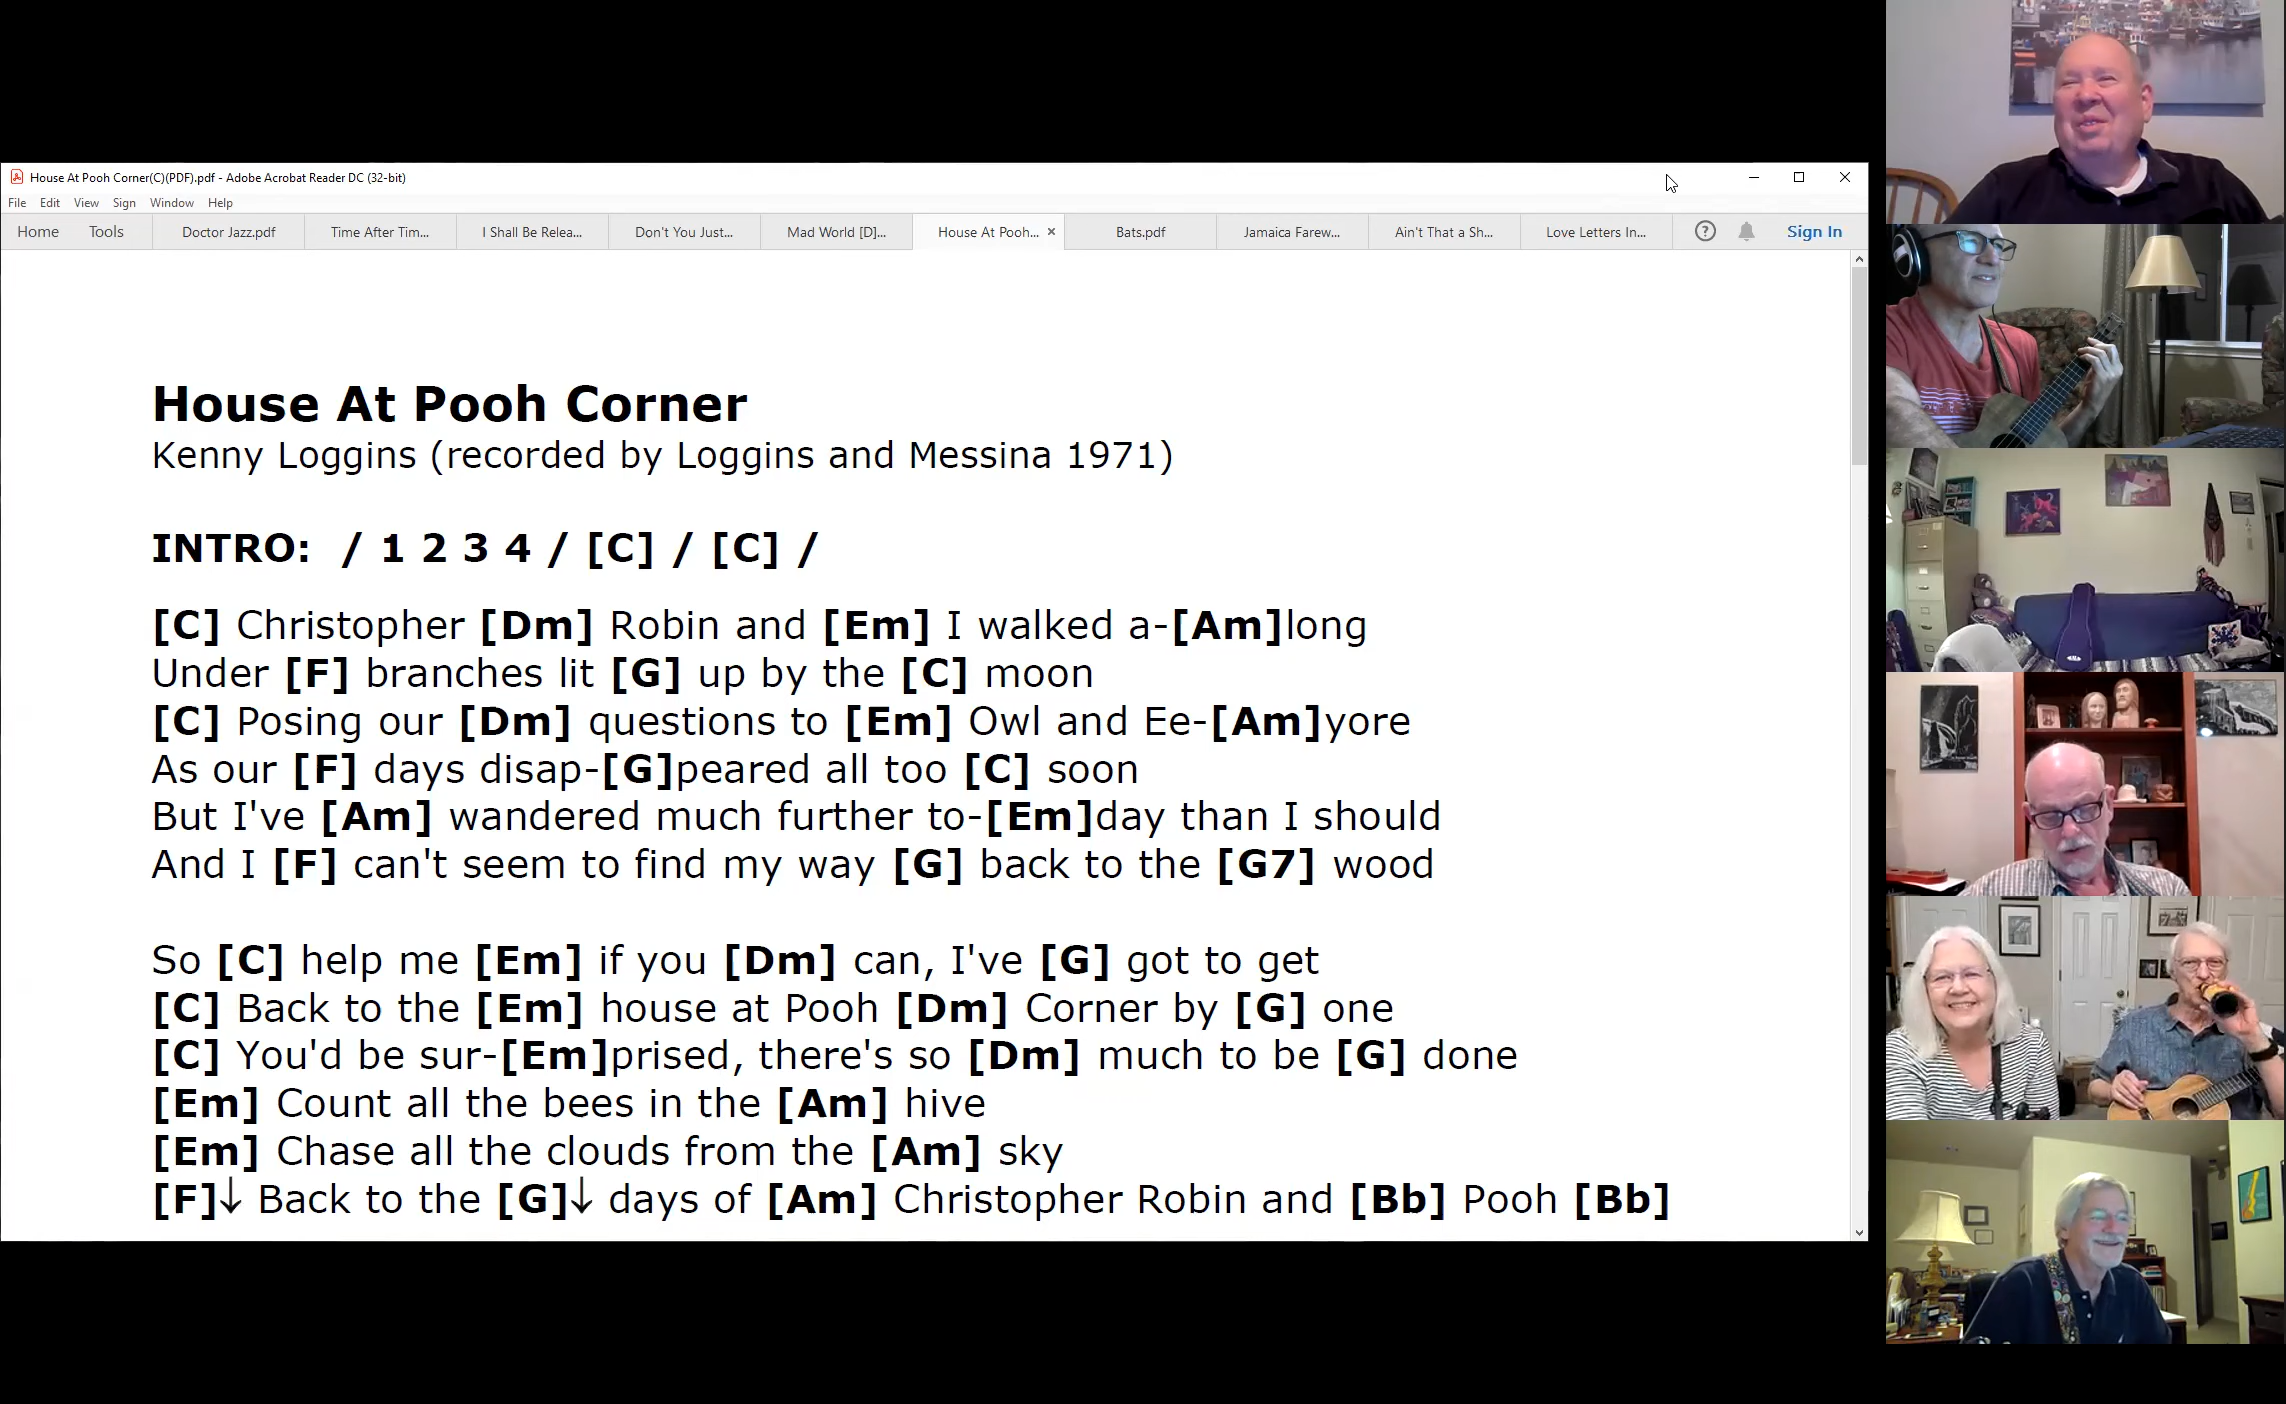 House At Pooh Corner(C)(PDF).pdf - Adobe Acrobat Reader DC (32-bit)
File Edit View Sign Window Help
Home Tools Doctor Jazz.pdf Time After Tim... I Shall Be Relea... Don't You Just... Mad World [D]... House At Pooh... × Bats.pdf Jamaica Farew... Ain't That a Sh... Love Letters In... Sign In
House At Pooh Corner
Kenny Loggins (recorded by Loggins and Messina 1971)
INTRO: / 1 2 3 4 / [C] / [C] /
[C] Christopher [Dm] Robin and [Em] I walked a-[Am]long
Under [F] branches lit [G] up by the [C] moon
[C] Posing our [Dm] questions to [Em] Owl and Ee-[Am]yore
As our [F] days disap-[G]peared all too [C] soon
But I've [Am] wandered much further to-[Em]day than I should
And I [F] can't seem to find my way [G] back to the [G7] wood
So [C] help me [Em] if you [Dm] can, I've [G] got to get
[C] Back to the [Em] house at Pooh [Dm] Corner by [G] one
[C] You'd be sur-[Em]prised, there's so [Dm] much to be [G] done
[Em] Count all the bees in the [Am] hive
[Em] Chase all the clouds from the [Am] sky
[F]↓ Back to the [G]↓ days of [Am] Christopher Robin and [Bb] Pooh [Bb]